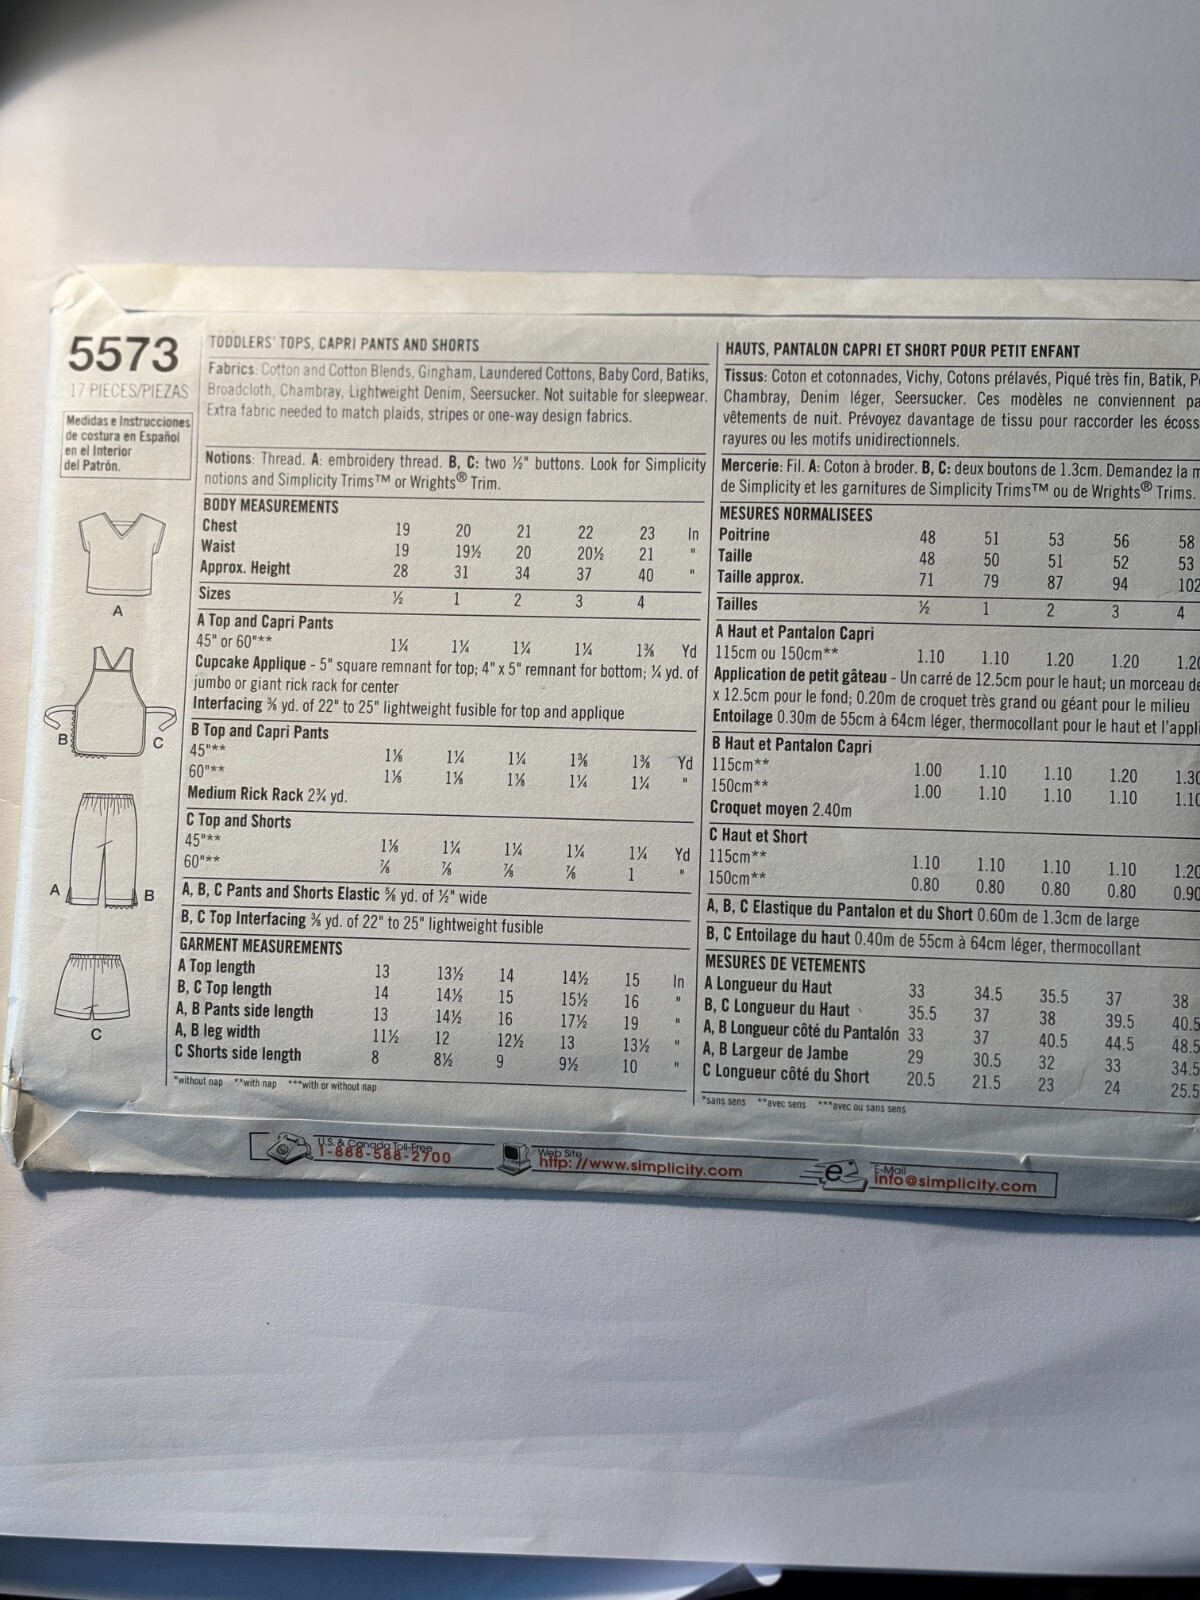 5573
17 PIECES/PIEZAS
Medidas e Instrucciones
de costura en Español
en el Interior
del Patrón.
A
B
C
A
B
C
TODDLERS' TOPS, CAPRI PANTS AND SHORTS
Fabrics: Cotton and Cotton Blends, Gingham, Laundered Cottons, Baby Cord, Batiks,
Broadcloth, Chambray, Lightweight Denim, Seersucker. Not suitable for sleepwear.
Extra fabric needed to match plaids, stripes or one-way design fabrics.
Notions: Thread. A: embroidery thread. B, C: two ½" buttons. Look for Simplicity
notions and Simplicity Trims™ or Wrights® Trim.
BODY MEASUREMENTS
Chest 19 20 21 22 23 In
Waist 19 19½ 20 20½ 21 "
Approx. Height 28 31 34 37 40 "
Sizes ½ 1 2 3 4
A Top and Capri Pants
45" or 60"** 1¼ 1¼ 1¼ 1¼ 1⅜ Yd
Cupcake Applique - 5" square remnant for top; 4" x 5" remnant for bottom; ¼ yd. of
jumbo or giant rick rack for center
Interfacing ⅜ yd. of 22" to 25" lightweight fusible for top and applique
B Top and Capri Pants
45"** 1⅛ 1¼ 1¼ 1⅜ 1⅜ Yd
60"** 1⅛ 1⅛ 1⅛ 1¼ 1¼ "
Medium Rick Rack 2¾ yd.
C Top and Shorts
45"** 1⅛ 1¼ 1¼ 1¼ 1¼ Yd
60"** ⅞ ⅞ ⅞ ⅞ 1 "
A, B, C Pants and Shorts Elastic ⅝ yd. of ½" wide
B, C Top Interfacing ⅜ yd. of 22" to 25" lightweight fusible
GARMENT MEASUREMENTS
A Top length 13 13½ 14 14½ 15 In
B, C Top length 14 14½ 15 15½ 16 "
A, B Pants side length 13 14½ 16 17½ 19 "
A, B leg width 11½ 12 12½ 13 13½ "
C Shorts side length 8 8½ 9 9½ 10 "
*without nap **with nap ***with or without nap
HAUTS, PANTALON CAPRI ET SHORT POUR PETIT ENFANT
Tissus: Coton et cotonnades, Vichy, Cotons prélavés, Piqué très fin, Batik,
Chambray, Denim léger, Seersucker. Ces modèles ne conviennent
vêtements de nuit. Prévoyez davantage de tissu pour raccorder les
rayures ou les motifs unidirectionnels.
Mercerie: Fil. A: Coton à broder. B, C: deux boutons de 1.3cm. Demandez la
de Simplicity et les garnitures de Simplicity Trims™ ou de Wrights® Trims.
MESURES NORMALISEES
Poitrine 48 51 53 56 58
Taille 48 50 51 52 53
Taille approx. 71 79 87 94 102
Tailles ½ 1 2 3 4
A Haut et Pantalon Capri
115cm ou 150cm** 1.10 1.10 1.20 1.20 1.20
Application de petit gâteau - Un carré de 12.5cm pour le haut; un morceau de
x 12.5cm pour le fond; 0.20m de croquet très grand ou géant pour le milieu
Entoilage 0.30m de 55cm à 64cm léger, thermocollant pour le haut et
B Haut et Pantalon Capri
115cm** 1.00 1.10 1.10 1.20 1.30
150cm** 1.00 1.10 1.10 1.10 1.10
Croquet moyen 2.40m
C Haut et Short
115cm** 1.10 1.10 1.10 1.10 1.20
150cm** 0.80 0.80 0.80 0.80 0.90
A, B, C Elastique du Pantalon et du Short 0.60m de 1.3cm de large
B, C Entoilage du haut 0.40m de 55cm à 64cm léger, thermocollant
MESURES DE VETEMENTS
A Longueur du Haut 33 34.5 35.5 37 38
B, C Longueur du Haut 35.5 37 38 39.5 40.5
A, B Longueur côté du Pantalón 33 37 40.5 44.5 48.5
A, B Largeur de Jambe 29 30.5 32 33 34.5
C Longueur côté du Short 20.5 21.5 23 24 25.5
*sans sens **avec sens ***avec ou sans sens
U.S. & Canada Toll-Free
1-888-588-2700
Web Site
http://www.simplicity.com
E-Mail
info@simplicity.com